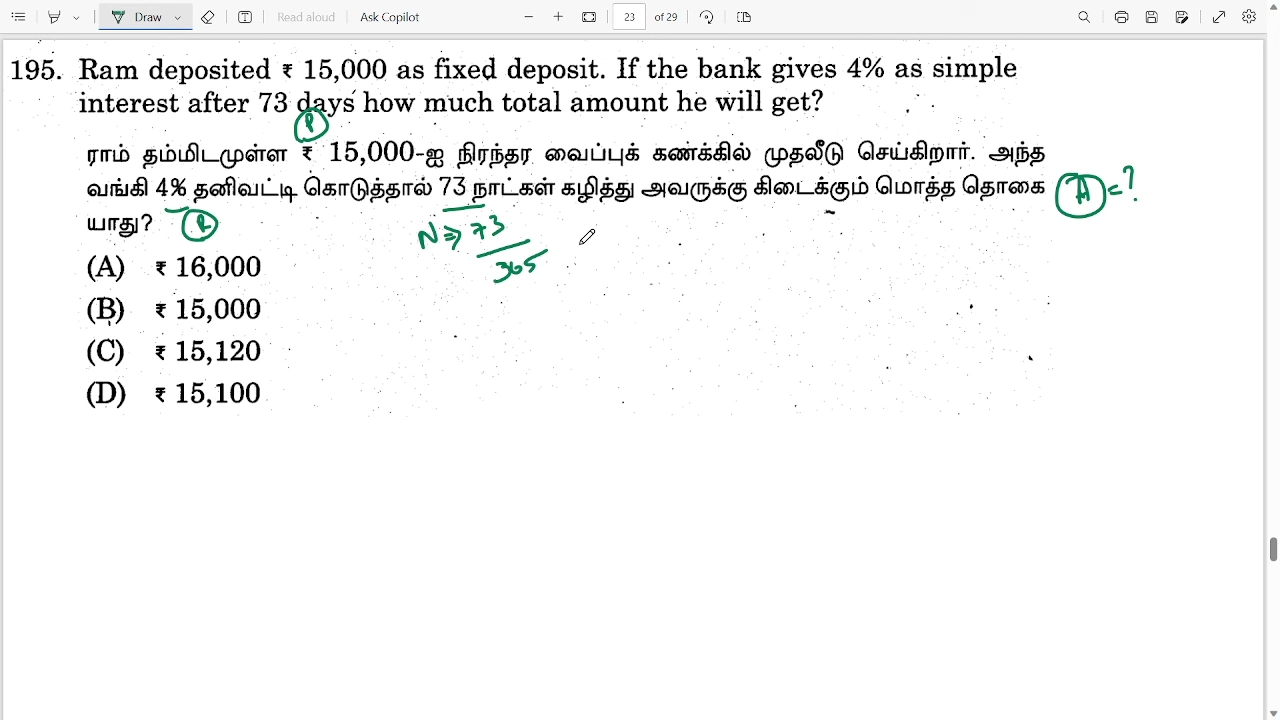 Draw
Read aloud
Ask Copilot
23 of 29
195. Ram deposited ₹ 15,000 as fixed deposit. If the bank gives 4% as simple
interest after 73 days how much total amount he will get?
P
ராம் தம்மிடமுள்ள ₹ 15,000-ஐ நிரந்தர வைப்புக் கணக்கில் முதலீடு செய்கிறார். அந்த
வங்கி 4% தனிவட்டி கொடுத்தால் 73 நாட்கள் கழித்து அவருக்கு கிடைக்கும் மொத்த தொகை
A = ?
யாது?
R
N ⇒ 73
365
(A) ₹ 16,000
(B) ₹ 15,000
(C) ₹ 15,120
(D) ₹ 15,100